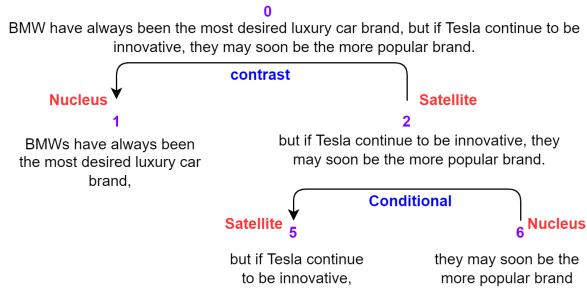 0
BMW have always been the most desired luxury car brand, but if Tesla continue to be
innovative, they may soon be the more popular brand.
contrast
Nucleus
Satellite
1
2
BMWs have always been
the most desired luxury car
brand,
but if Tesla continue to be innovative, they
may soon be the more popular brand.
Conditional
Satellite
5
6
Nucleus
but if Tesla continue
to be innovative,
they may soon be the
more popular brand